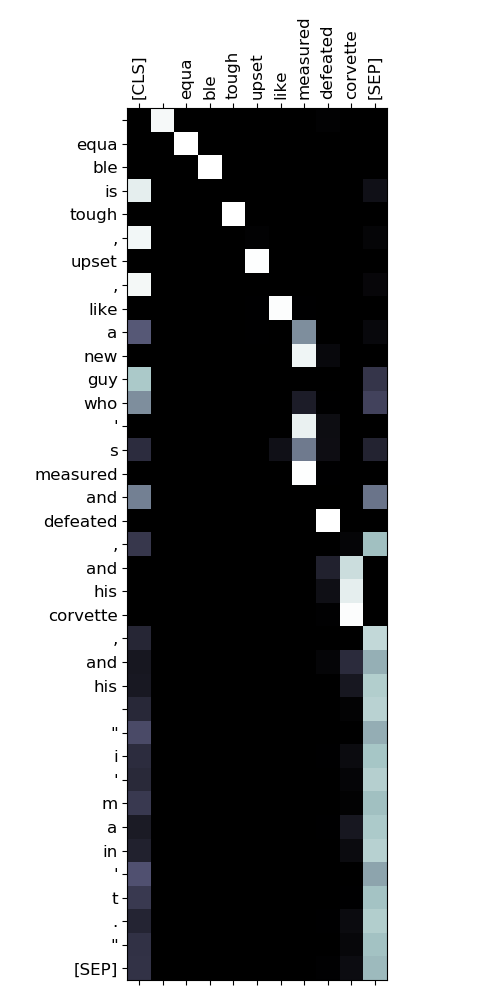 [CLS]
equa
ble
tough
upset
like
measured
defeated
corvette
[SEP]
equa
ble
is
tough
,
upset
,
like
a
new
guy
who
'
s
measured
and
defeated
,
and
his
corvette
,
and
his
"
i
'
m
a
in
'
t
.
"
[SEP]